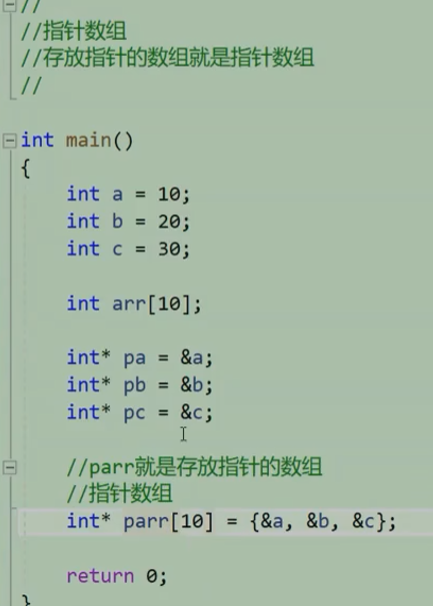 //
//指针数组
//存放指针的数组就是指针数组
//
int main()
{
int a = 10;
int b = 20;
int c = 30;
int arr[10];
int* pa = &a;
int* pb = &b;
int* pc = &c;
//parr就是存放指针的数组
//指针数组
int* parr[10] = {&a, &b, &c};
return 0;
}